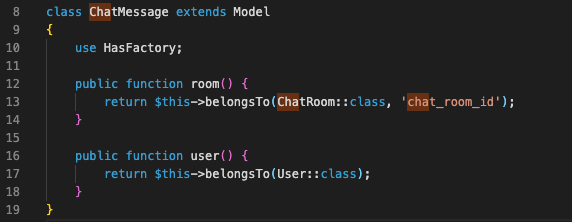 8 class ChatMessage extends Model
9 {
10 use HasFactory;
11
12 public function room() {
13 return $this->belongsTo(ChatRoom::class, 'chat_room_id');
14 }
15
16 public function user() {
17 return $this->belongsTo(User::class);
18 }
19 }